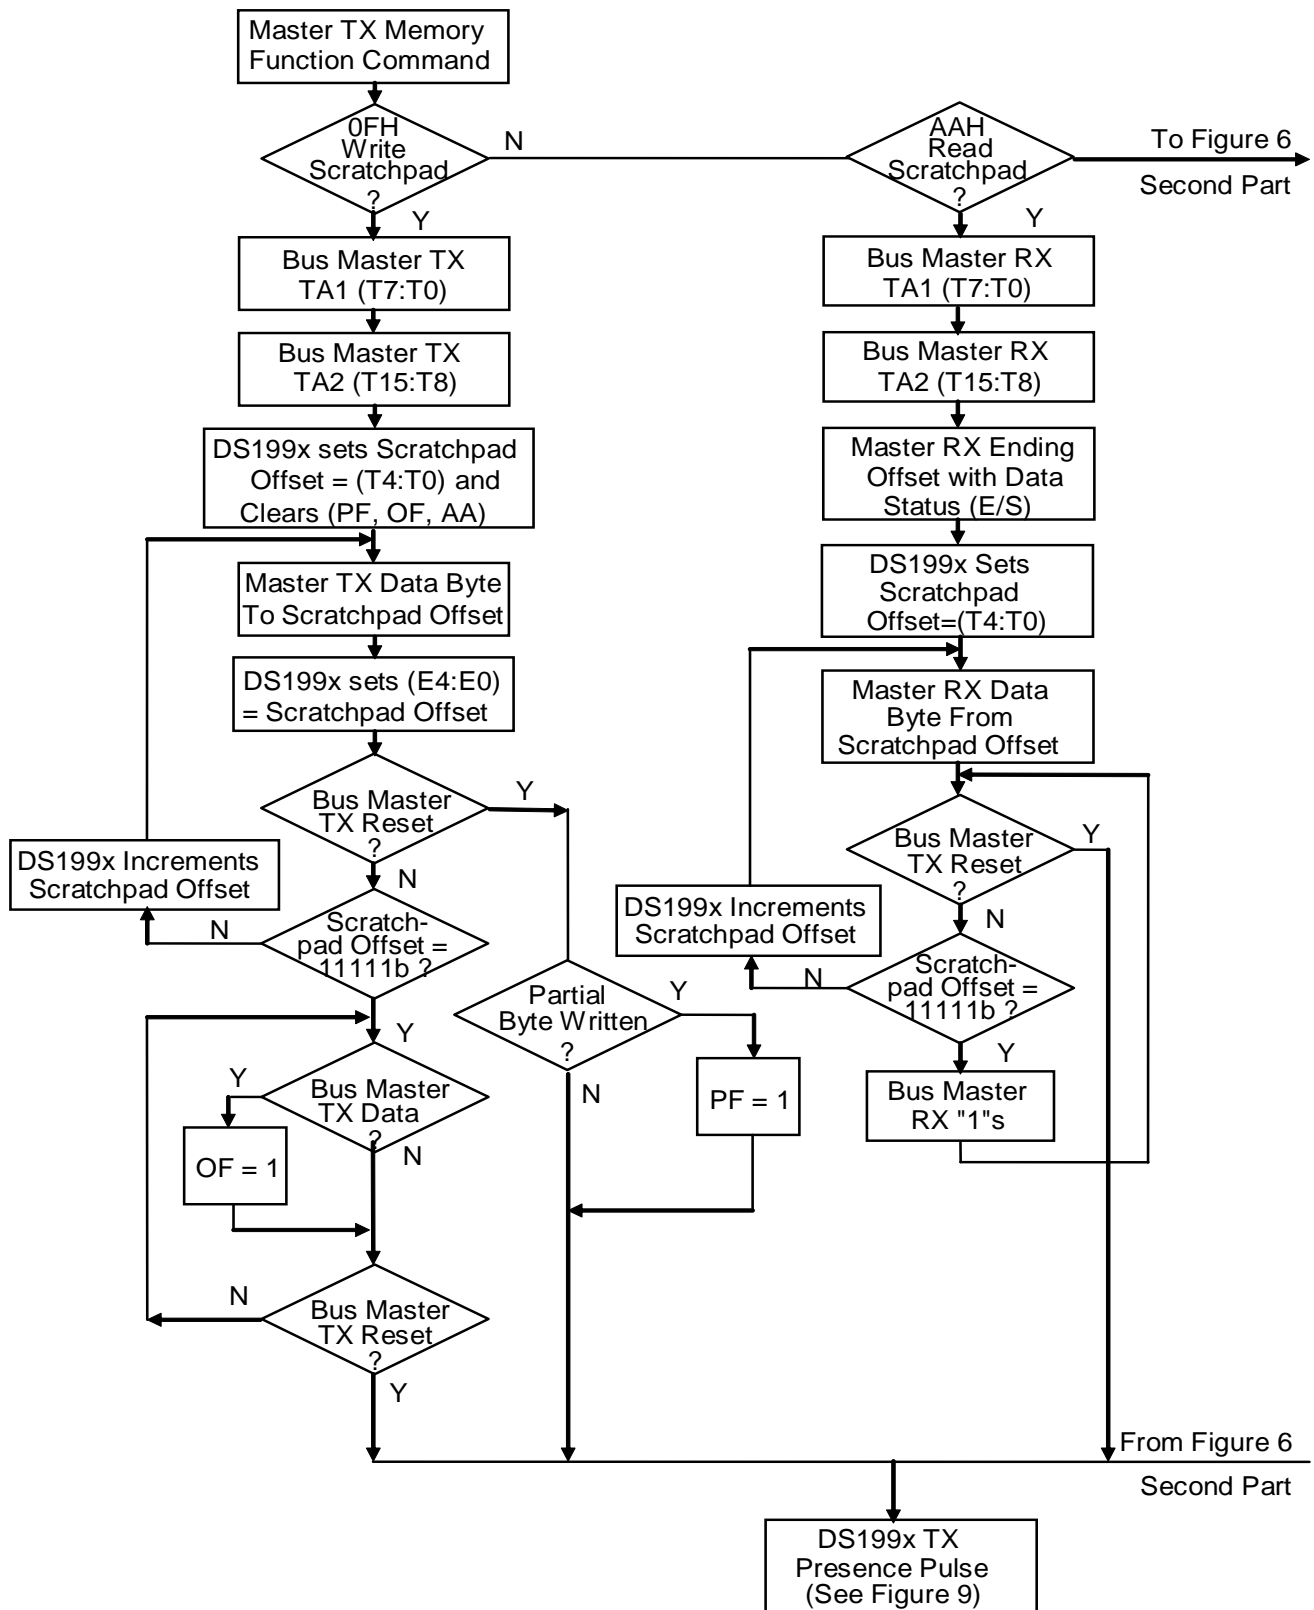 Master TX Memory
Function Command
0FH
Write
Scratchpad
?
N
Y
AAH
Read
Scratchpad
?
Y
To Figure 6
Second Part
Bus Master TX
TA1 (T7:T0)
Bus Master TX
TA2 (T15:T8)
DS199x sets Scratchpad
Offset = (T4:T0) and
Clears (PF, OF, AA)
Master TX Data Byte
To Scratchpad Offset
DS199x sets (E4:E0)
= Scratchpad Offset
Bus Master
TX Reset
?
Y
N
DS199x Increments
Scratchpad Offset
N
Scratch-
pad Offset =
11111b ?
Y
Partial
Byte Written
?
Y
N
PF = 1
Bus Master
TX Data
?
Y
N
OF = 1
Bus Master
TX Reset
?
N
Y
Bus Master RX
TA1 (T7:T0)
Bus Master RX
TA2 (T15:T8)
Master RX Ending
Offset with Data
Status (E/S)
DS199x Sets
Scratchpad
Offset=(T4:T0)
Master RX Data
Byte From
Scratchpad Offset
Bus Master
TX Reset
?
Y
N
DS199x Increments
Scratchpad Offset
N
Scratch-
pad Offset =
11111b ?
Y
Bus Master
RX "1"s
From Figure 6
Second Part
DS199x TX
Presence Pulse
(See Figure 9)